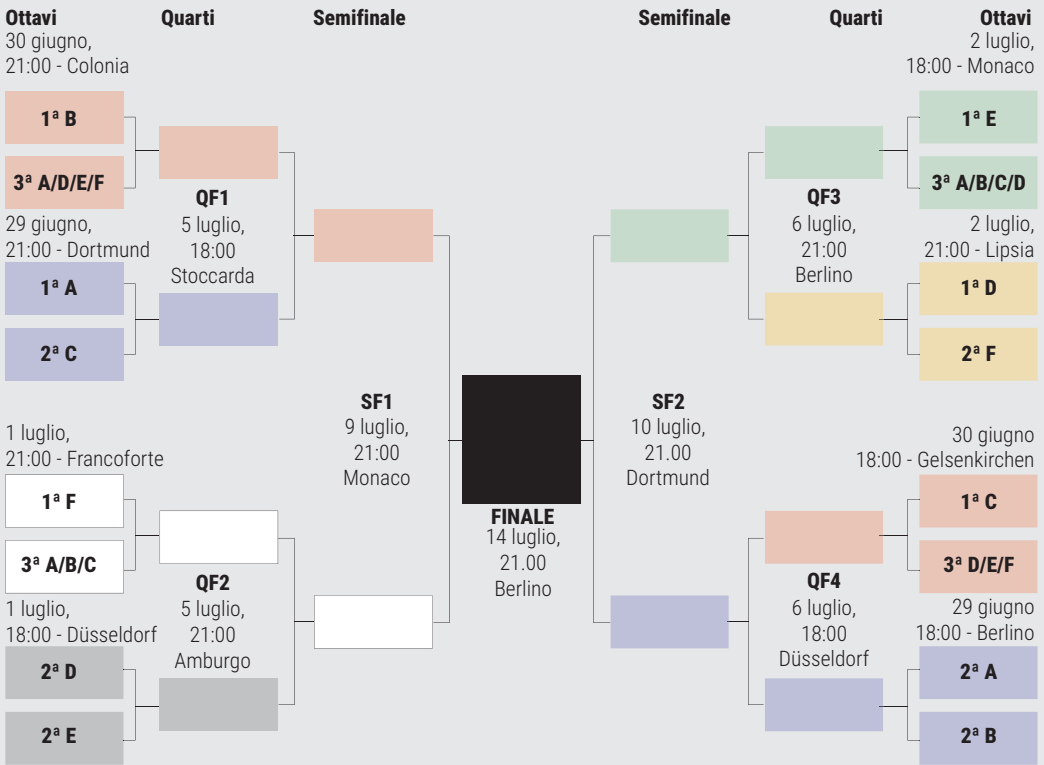 Ottavi
Quarti
Semifinale
Semifinale
Quarti
Ottavi
30 giugno,
21:00 - Colonia
1ª B
3ª A/D/E/F
29 giugno,
21:00 - Dortmund
1ª A
2ª C
QF1
5 luglio,
18:00
Stoccarda
1 luglio,
21:00 - Francoforte
1ª F
3ª A/B/C
1 luglio,
18:00 - Düsseldorf
2ª D
2ª E
QF2
5 luglio,
21:00
Amburgo
SF1
9 luglio,
21:00
Monaco
FINALE
14 luglio,
21.00
Berlino
SF2
10 luglio,
21.00
Dortmund
QF3
6 luglio,
21:00
Berlino
2 luglio,
18:00 - Monaco
1ª E
3ª A/B/C/D
2 luglio,
21:00 - Lipsia
1ª D
2ª F
QF4
6 luglio,
18:00
Düsseldorf
30 giugno
18:00 - Gelsenkirchen
1ª C
3ª D/E/F
29 giugno
18:00 - Berlino
2ª A
2ª B